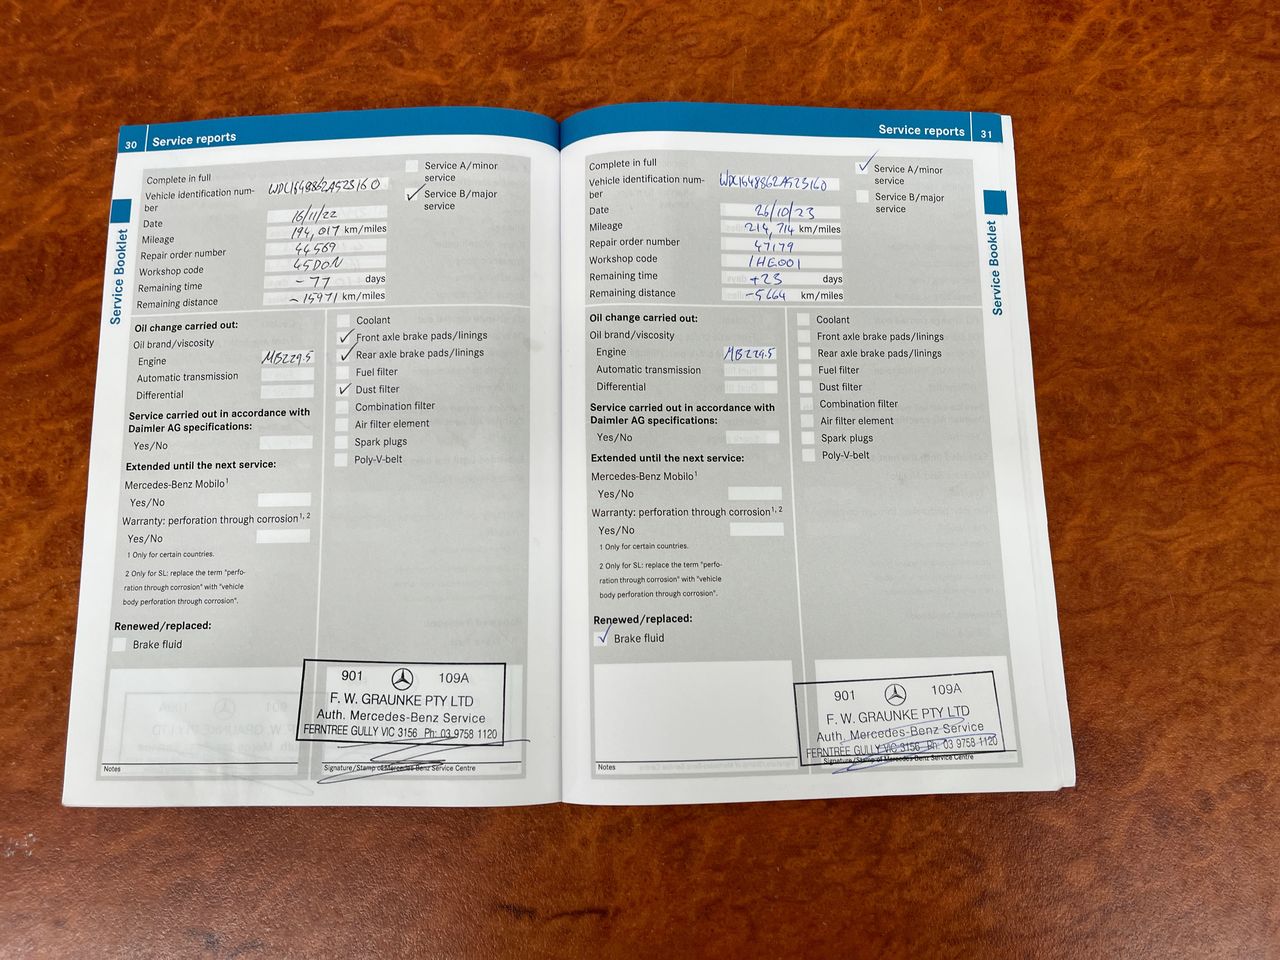 30 Service reports
Complete in full
Vehicle identification num-
ber WDC1648862A523160
Date 16/11/22
Mileage 194,017 km/miles
Repair order number 44569
Workshop code 45DON
Remaining time -77 days
Remaining distance -15971 km/miles
Service A/minor
service
Service B/major
service
Service Booklet
Oil change carried out:
Oil brand/viscosity
Engine MB229.5
Automatic transmission
Differential
Service carried out in accordance with
Daimler AG specifications:
Yes/No
Extended until the next service:
Mercedes-Benz Mobilo1
Yes/No
Warranty: perforation through corrosion1, 2
Yes/No
1 Only for certain countries.
2 Only for SL: replace the term "perfo-
ration through corrosion" with "vehicle
body perforation through corrosion".
Renewed/replaced:
Brake fluid
Coolant
Front axle brake pads/linings
Rear axle brake pads/linings
Fuel filter
Dust filter
Combination filter
Air filter element
Spark plugs
Poly-V-belt
901 109A
F. W. GRAUNKE PTY LTD
Auth. Mercedes-Benz Service
FERNTREE GULLY VIC 3156 Ph: 03 9758 1120
Notes
Signature/Stamp of Mercedes-Benz Service Centre
Service reports 31
Complete in full
Vehicle identification num-
ber WDC1648862A523160
Date 26/10/23
Mileage 214,714 km/miles
Repair order number 47179
Workshop code 1HE001
Remaining time +23 days
Remaining distance -5664 km/miles
Service A/minor
service
Service B/major
service
Service Booklet
Oil change carried out:
Oil brand/viscosity
Engine MB229.5
Automatic transmission
Differential
Service carried out in accordance with
Daimler AG specifications:
Yes/No
Extended until the next service:
Mercedes-Benz Mobilo1
Yes/No
Warranty: perforation through corrosion1, 2
Yes/No
1 Only for certain countries.
2 Only for SL: replace the term "perfo-
ration through corrosion" with "vehicle
body perforation through corrosion".
Renewed/replaced:
Brake fluid
Coolant
Front axle brake pads/linings
Rear axle brake pads/linings
Fuel filter
Dust filter
Combination filter
Air filter element
Spark plugs
Poly-V-belt
901 109A
F. W. GRAUNKE PTY LTD
Auth. Mercedes-Benz Service
FERNTREE GULLY VIC 3156 Ph: 03 9758 1120
Notes
Signature/Stamp of Mercedes-Benz Service Centre